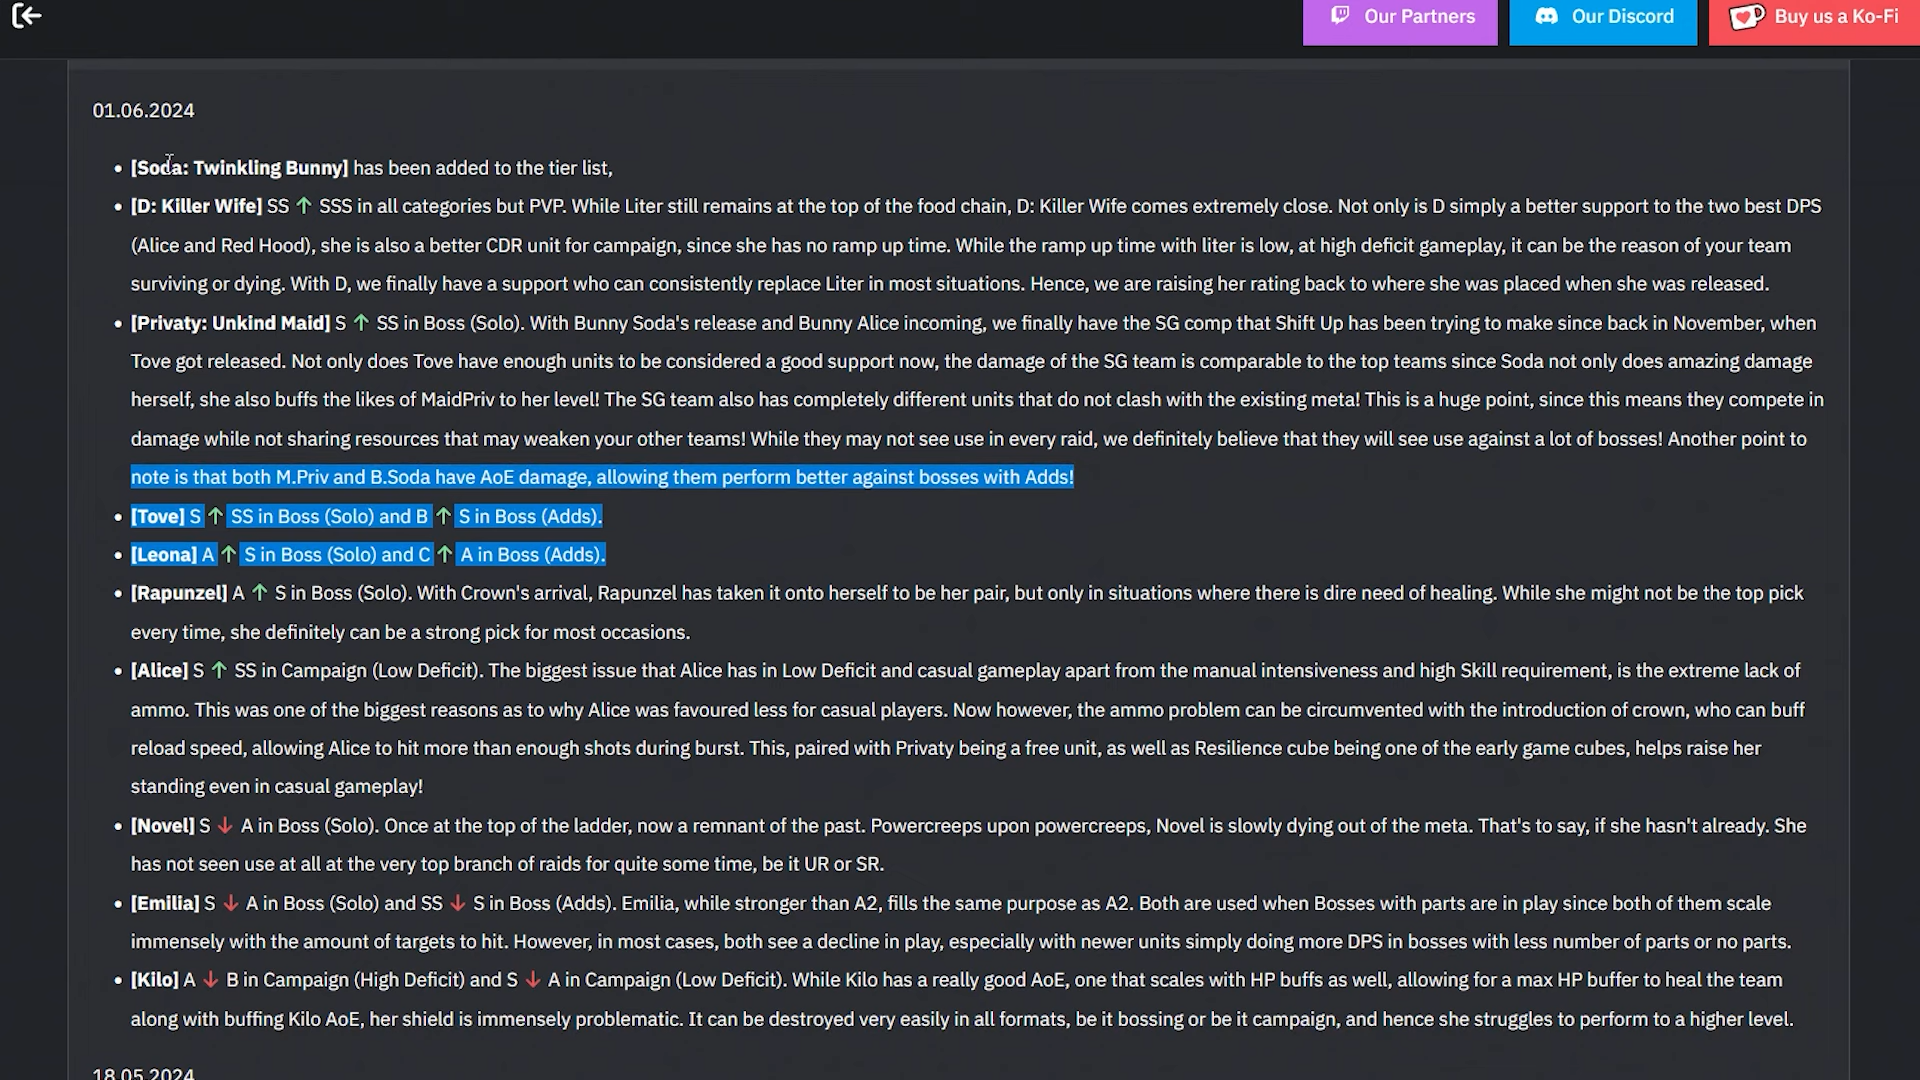 Our Partners
Our Discord
Buy us a Ko-Fi
01.06.2024
• [Soda: Twinkling Bunny] has been added to the tier list,
• [D: Killer Wife] SS ↑ SSS in all categories but PVP. While Liter still remains at the top of the food chain, D: Killer Wife comes extremely close. Not only is D simply a better support to the two best DPS
(Alice and Red Hood), she is also a better CDR unit for campaign, since she has no ramp up time. While the ramp up time with liter is low, at high deficit gameplay, it can be the reason of your team
surviving or dying. With D, we finally have a support who can consistently replace Liter in most situations. Hence, we are raising her rating back to where she was placed when she was released.
• [Privaty: Unkind Maid] S ↑ SS in Boss (Solo). With Bunny Soda's release and Bunny Alice incoming, we finally have the SG comp that Shift Up has been trying to make since back in November, when
Tove got released. Not only does Tove have enough units to be considered a good support now, the damage of the SG team is comparable to the top teams since Soda not only does amazing damage
herself, she also buffs the likes of MaidPriv to her level! The SG team also has completely different units that do not clash with the existing meta! This is a huge point, since this means they compete in
damage while not sharing resources that may weaken your other teams! While they may not see use in every raid, we definitely believe that they will see use against a lot of bosses! Another point to
note is that both M.Priv and B.Soda have AoE damage, allowing them perform better against bosses with Adds!
• [Tove] S ↑ SS in Boss (Solo) and B ↑ S in Boss (Adds).
• [Leona] A ↑ S in Boss (Solo) and C ↑ A in Boss (Adds).
• [Rapunzel] A ↑ S in Boss (Solo). With Crown's arrival, Rapunzel has taken it onto herself to be her pair, but only in situations where there is dire need of healing. While she might not be the top pick
every time, she definitely can be a strong pick for most occasions.
• [Alice] S ↑ SS in Campaign (Low Deficit). The biggest issue that Alice has in Low Deficit and casual gameplay apart from the manual intensiveness and high Skill requirement, is the extreme lack of
ammo. This was one of the biggest reasons as to why Alice was favoured less for casual players. Now however, the ammo problem can be circumvented with the introduction of crown, who can buff
reload speed, allowing Alice to hit more than enough shots during burst. This, paired with Privaty being a free unit, as well as Resilience cube being one of the early game cubes, helps raise her
standing even in casual gameplay!
• [Novel] S ↓ A in Boss (Solo). Once at the top of the ladder, now a remnant of the past. Powercreeps upon powercreeps, Novel is slowly dying out of the meta. That's to say, if she hasn't already. She
has not seen use at all at the very top branch of raids for quite some time, be it UR or SR.
• [Emilia] S ↓ A in Boss (Solo) and SS ↓ S in Boss (Adds). Emilia, while stronger than A2, fills the same purpose as A2. Both are used when Bosses with parts are in play since both of them scale
immensely with the amount of targets to hit. However, in most cases, both see a decline in play, especially with newer units simply doing more DPS in bosses with less number of parts or no parts.
• [Kilo] A ↓ B in Campaign (High Deficit) and S ↓ A in Campaign (Low Deficit). While Kilo has a really good AoE, one that scales with HP buffs as well, allowing for a max HP buffer to heal the team
along with buffing Kilo AoE, her shield is immensely problematic. It can be destroyed very easily in all formats, be it bossing or be it campaign, and hence she struggles to perform to a higher level.
18.05.2024